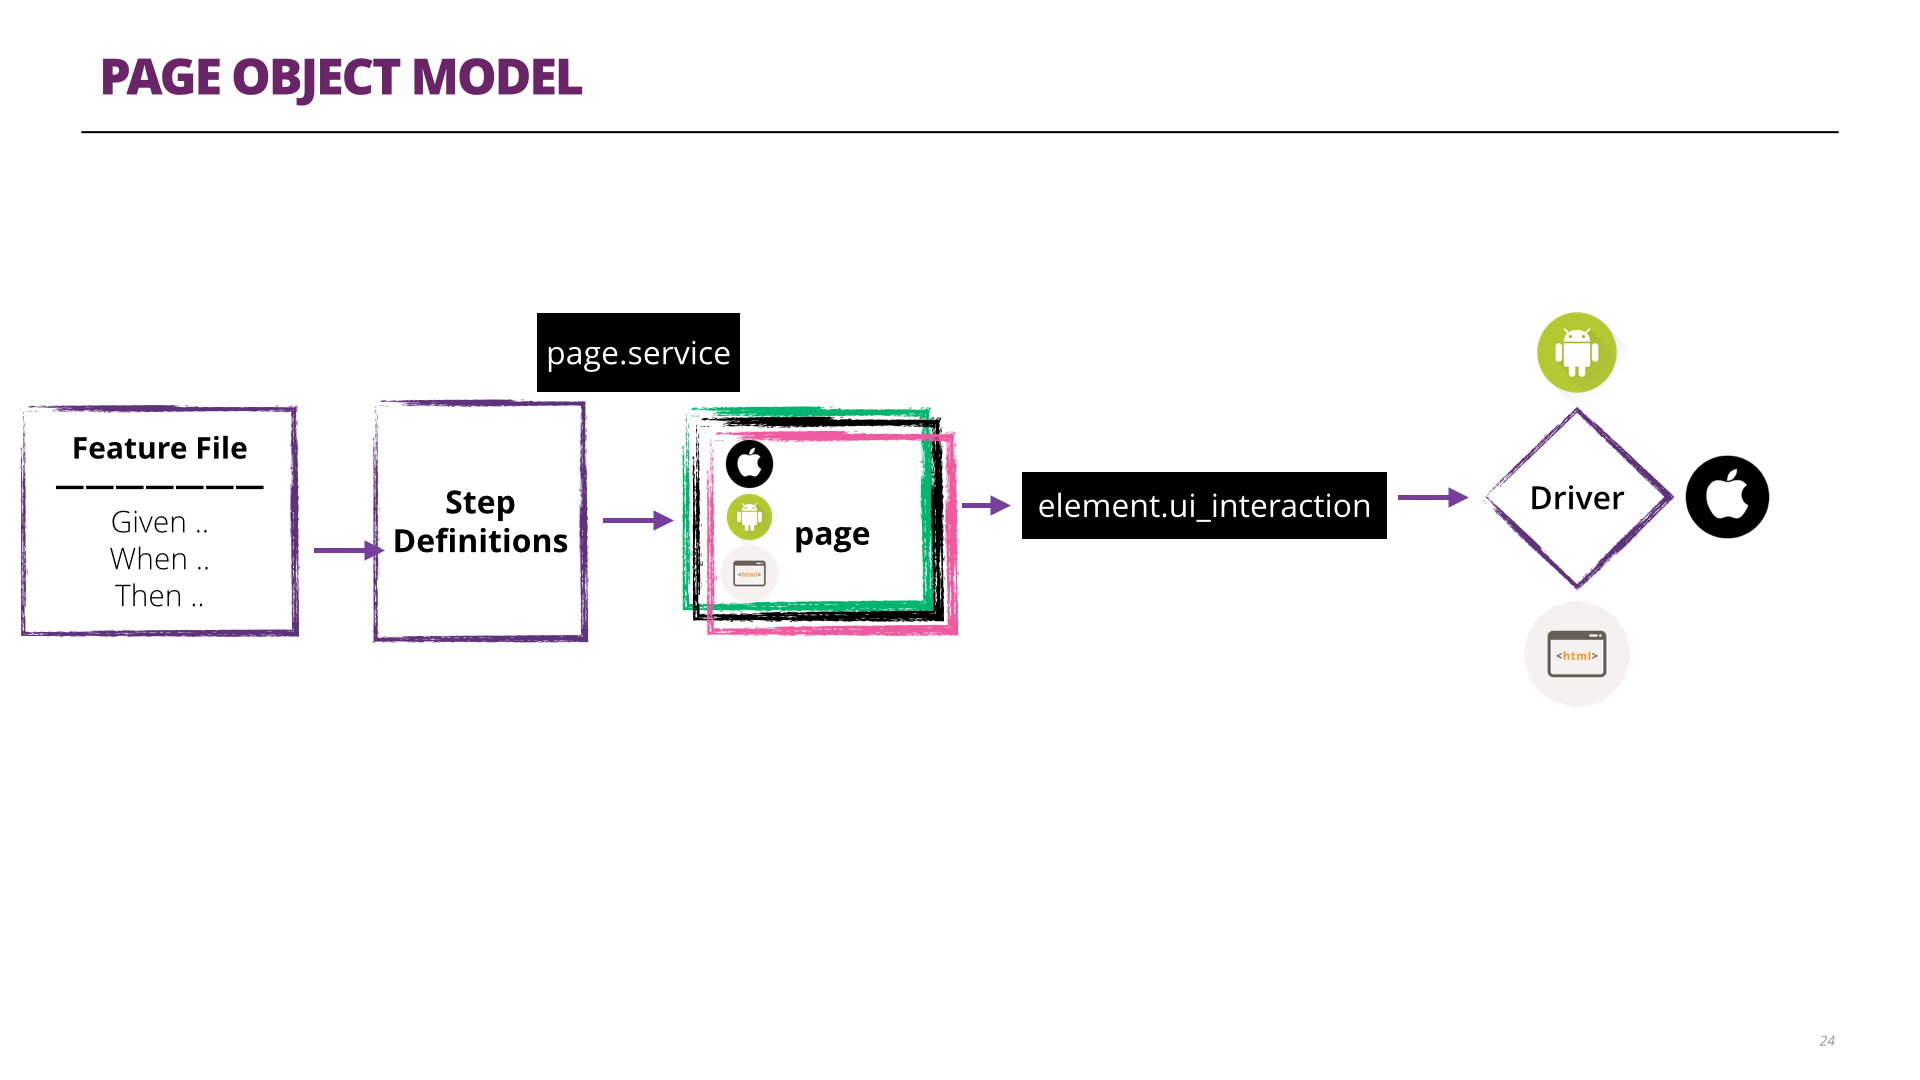 PAGE OBJECT MODEL
page.service
Feature File
———————
Given ..
When ..
Then ..
Step
Definitions
page
<html>
element.ui_interaction
Driver
<html>
24